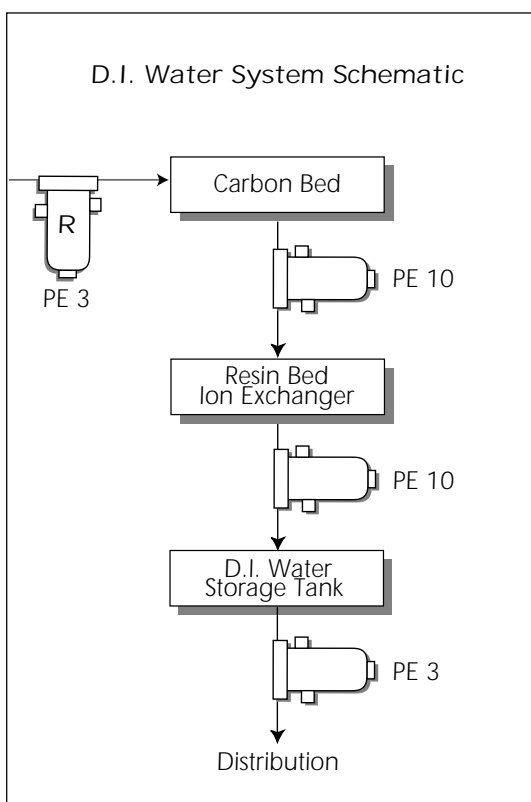 D.I. Water System Schematic
Carbon Bed
R
PE 3
PE 10
Resin Bed
Ion Exchanger
PE 10
D.I. Water
Storage Tank
PE 3
Distribution